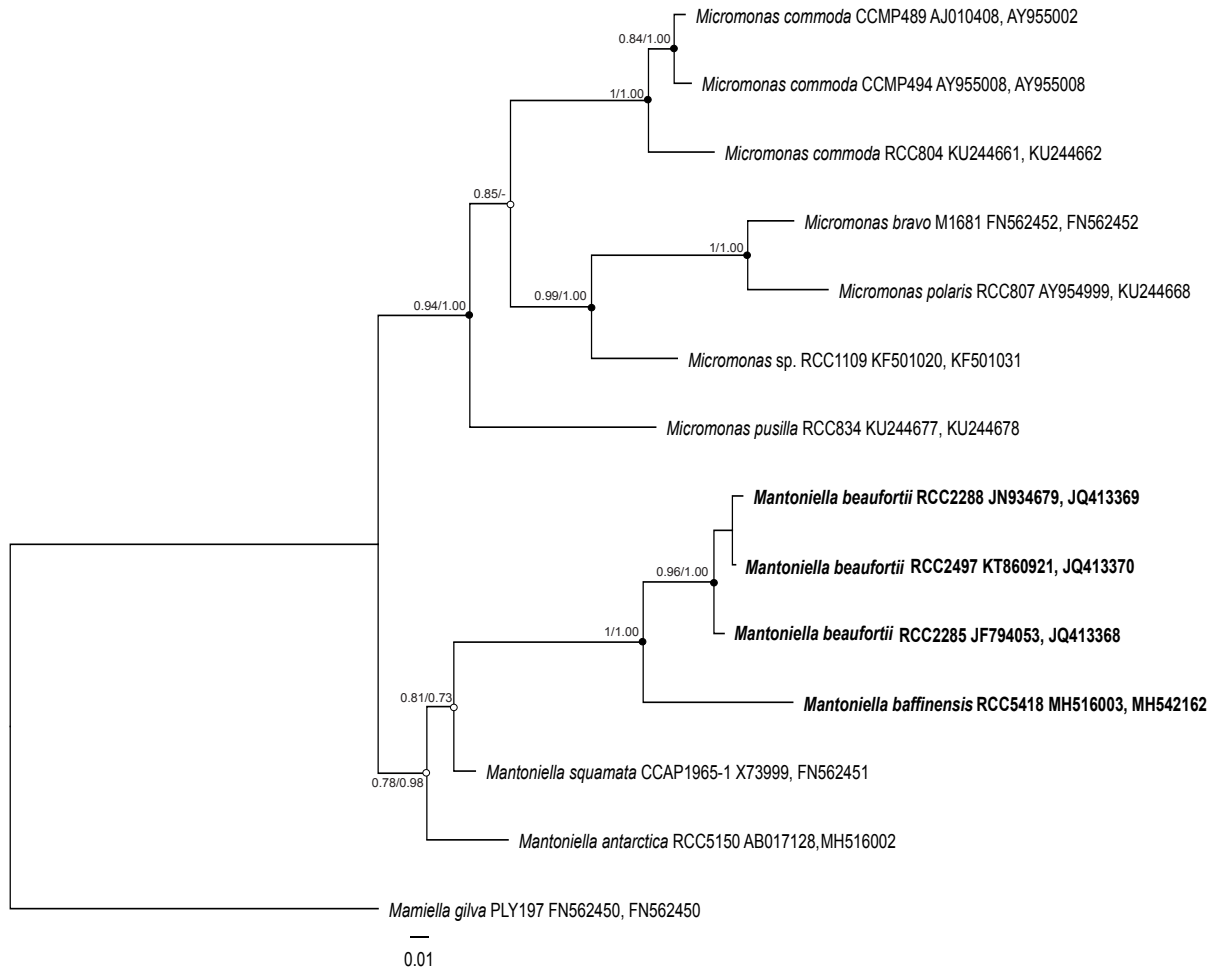 Micromonas commoda CCMP489 AJ010408, AY955002
0.84/1.00
Micromonas commoda CCMP494 AY955008, AY955008
1/1.00
Micromonas commoda RCC804 KU244661, KU244662
0.85/-
Micromonas bravo M1681 FN562452, FN562452
1/1.00
Micromonas polaris RCC807 AY954999, KU244668
0.99/1.00
0.94/1.00
Micromonas sp. RCC1109 KF501020, KF501031
Micromonas pusilla RCC834 KU244677, KU244678
Mantoniella beaufortii RCC2288 JN934679, JQ413369
Mantoniella beaufortii RCC2497 KT860921, JQ413370
0.96/1.00
Mantoniella beaufortii RCC2285 JF794053, JQ413368
1/1.00
0.81/0.73
Mantoniella baffinensis RCC5418 MH516003, MH542162
Mantoniella squamata CCAP1965-1 X73999, FN562451
0.78/0.98
Mantoniella antarctica RCC5150 AB017128,MH516002
Mamiella gilva PLY197 FN562450, FN562450
0.01